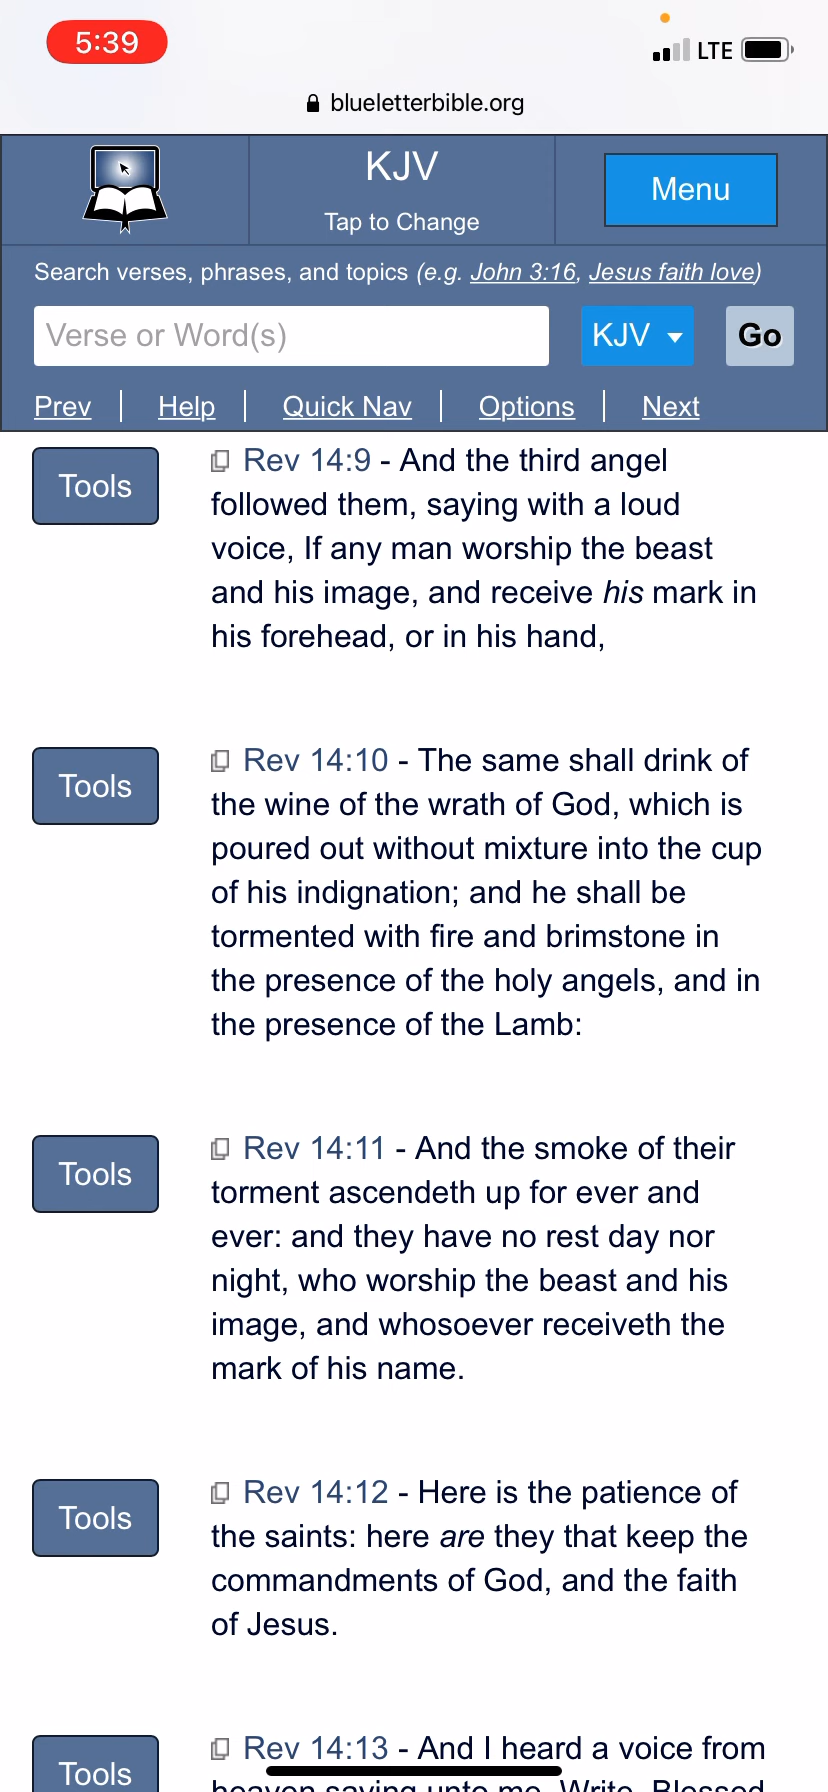 5:39
LTE
blueletterbible.org
KJV
Tap to Change
Menu
Search verses, phrases, and topics (e.g. John 3:16, Jesus faith love)
Verse or Word(s)
KJV
Go
Prev | Help | Quick Nav | Options | Next
Tools
Rev 14:9 - And the third angel
followed them, saying with a loud
voice, If any man worship the beast
and his image, and receive his mark in
his forehead, or in his hand,
Tools
Rev 14:10 - The same shall drink of
the wine of the wrath of God, which is
poured out without mixture into the cup
of his indignation; and he shall be
tormented with fire and brimstone in
the presence of the holy angels, and in
the presence of the Lamb:
Tools
Rev 14:11 - And the smoke of their
torment ascendeth up for ever and
ever: and they have no rest day nor
night, who worship the beast and his
image, and whosoever receiveth the
mark of his name.
Tools
Rev 14:12 - Here is the patience of
the saints: here are they that keep the
commandments of God, and the faith
of Jesus.
Tools
Rev 14:13 - And I heard a voice from
heaven saying unto me, Write, Blessed